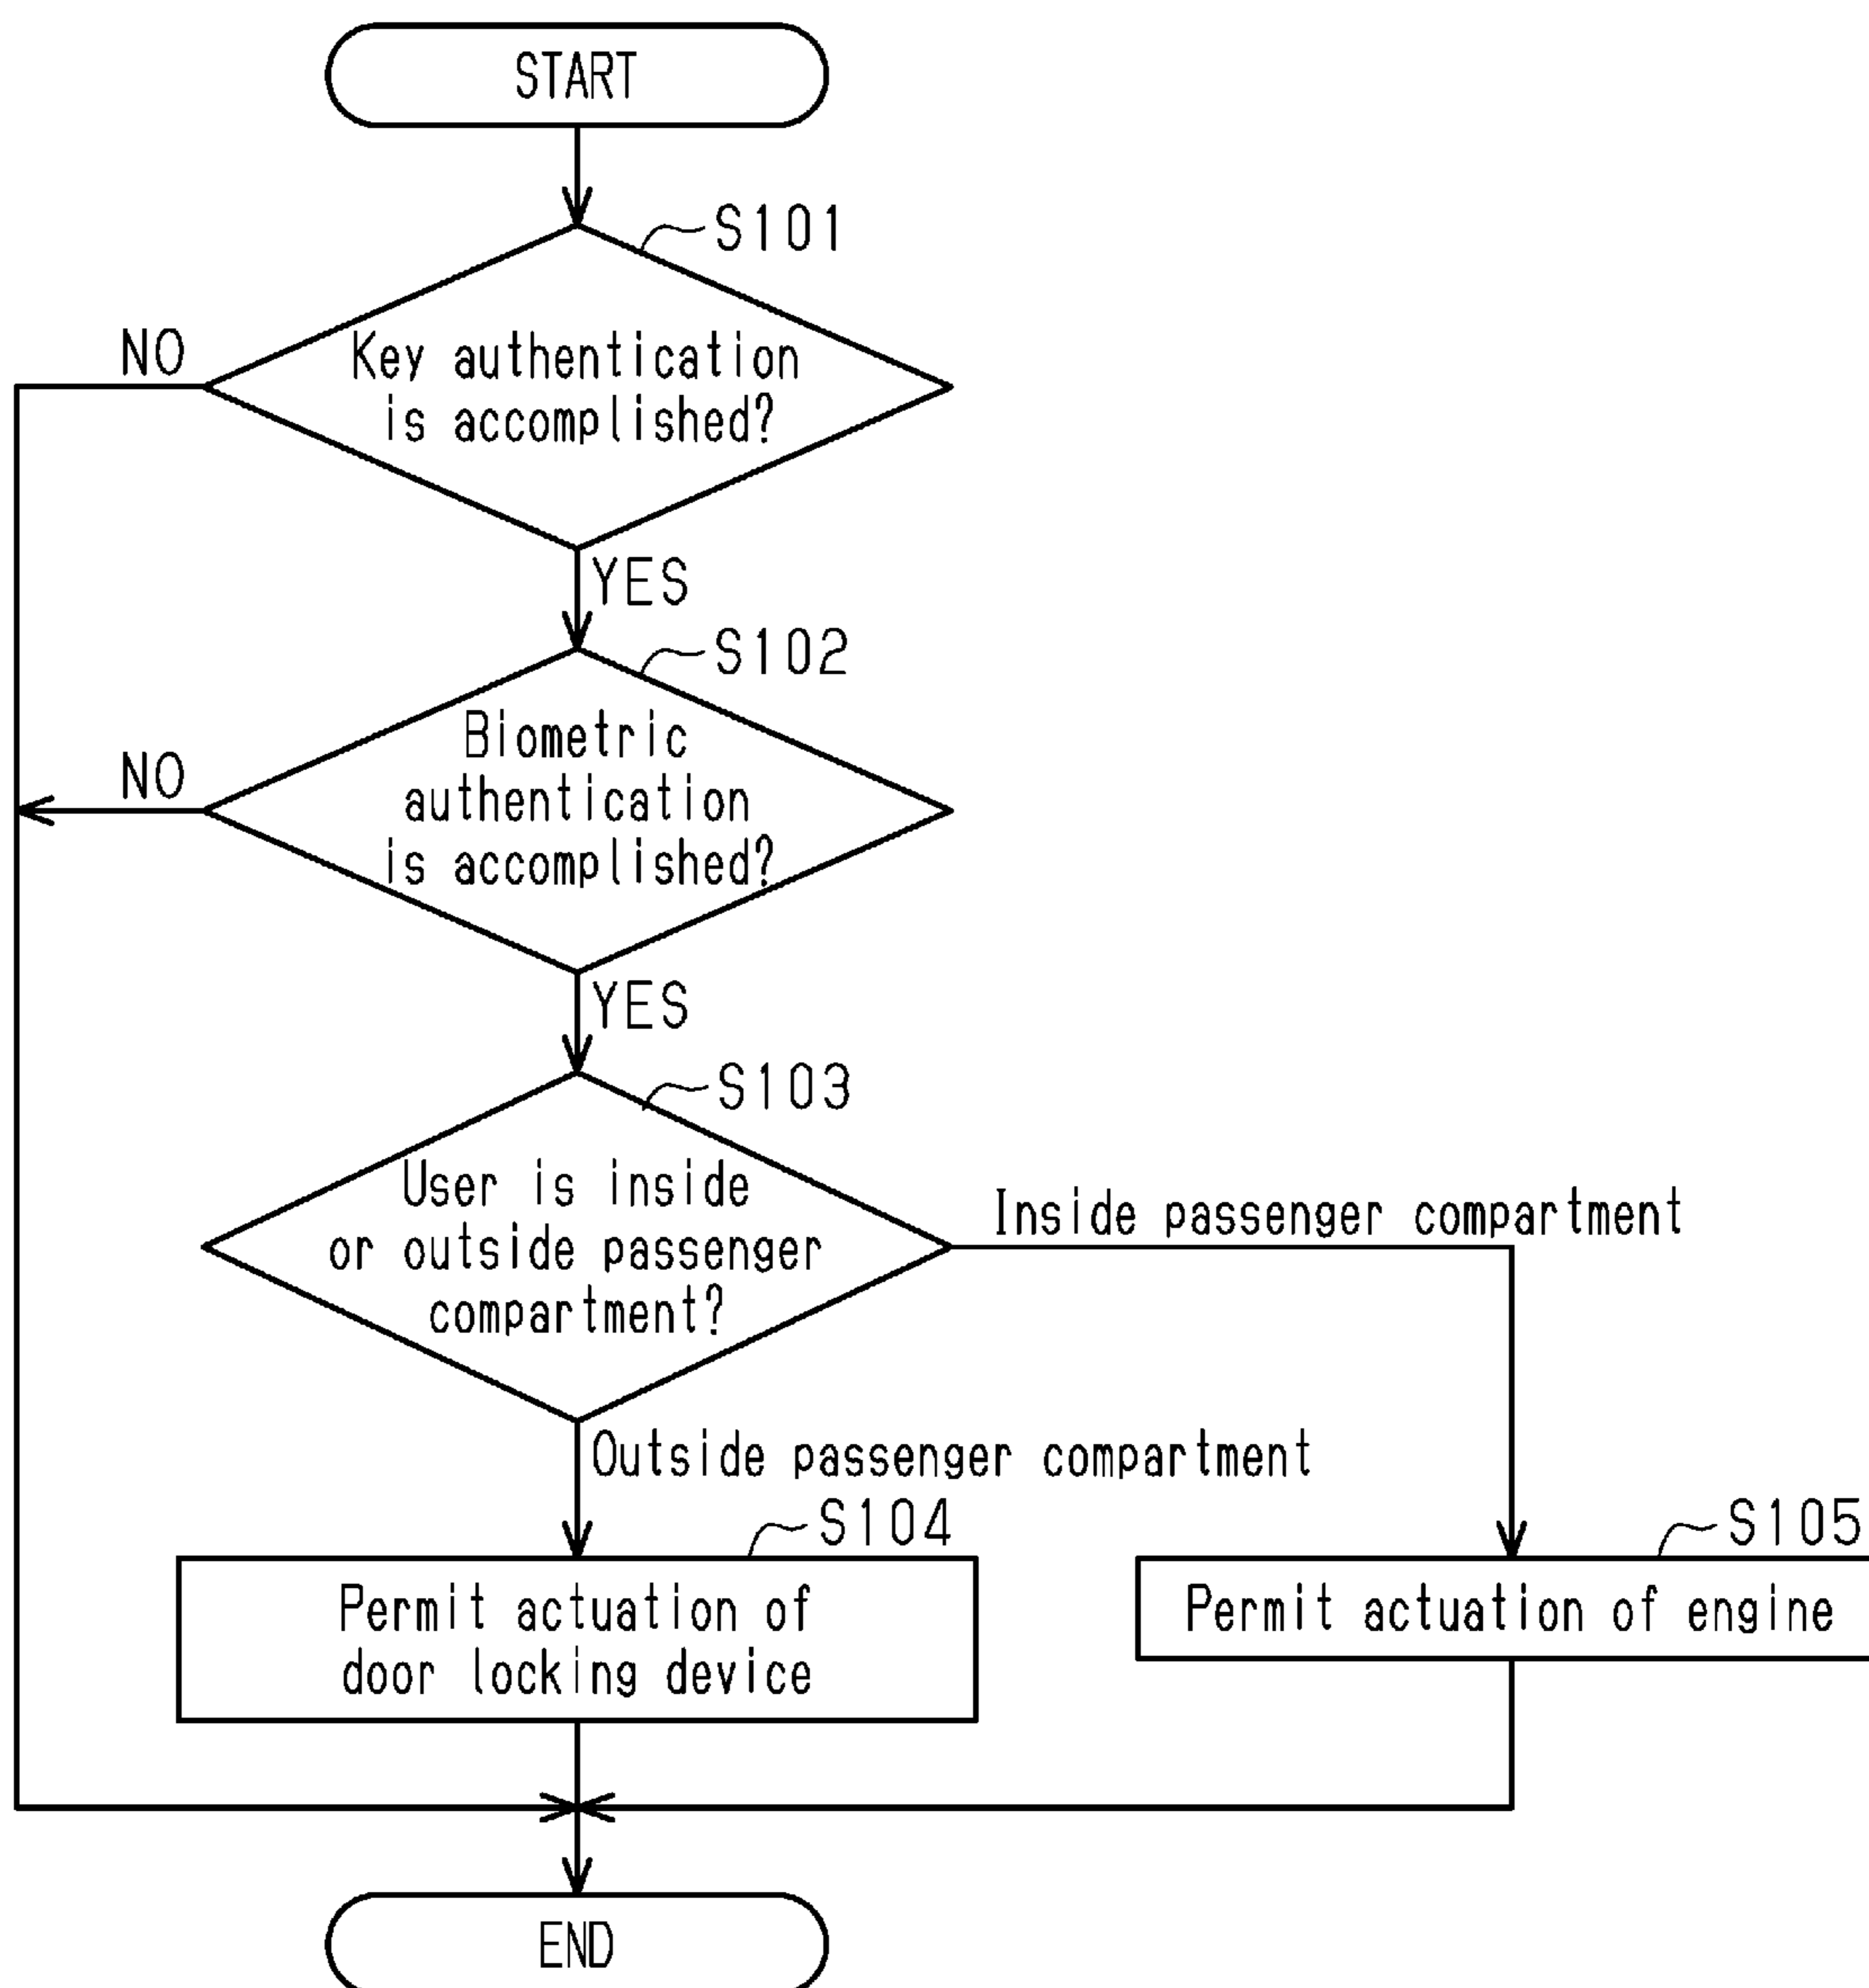 START
S101
NO
Key authentication
is accomplished?
YES
S102
NO
Biometric
authentication
is accomplished?
YES
S103
User is inside
or outside passenger
compartment?
Inside passenger compartment
Outside passenger compartment
S104
S105
Permit actuation of
door locking device
Permit actuation of engine
END